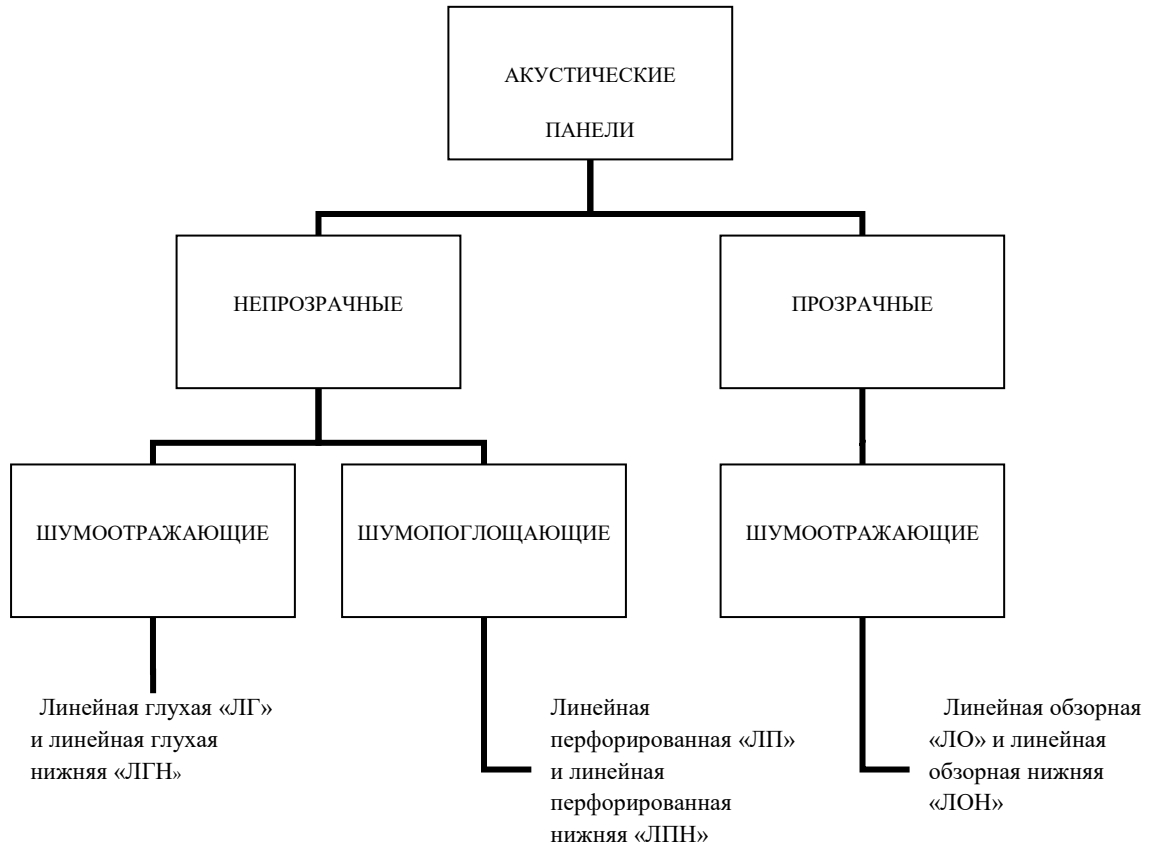 АКУСТИЧЕСКИЕ
ПАНЕЛИ
НЕПРОЗРАЧНЫЕ
ПРОЗРАЧНЫЕ
ШУМООТРАЖАЮЩИЕ
ШУМОПОГЛОЩАЮЩИЕ
ШУМООТРАЖАЮЩИЕ
Линейная глухая «ЛГ»
и линейная глухая
нижняя «ЛГН»
Линейная
перфорированная «ЛП»
и линейная
перфорированная
нижняя «ЛПН»
Линейная обзорная
«ЛО» и линейная
обзорная нижняя
«ЛОН»